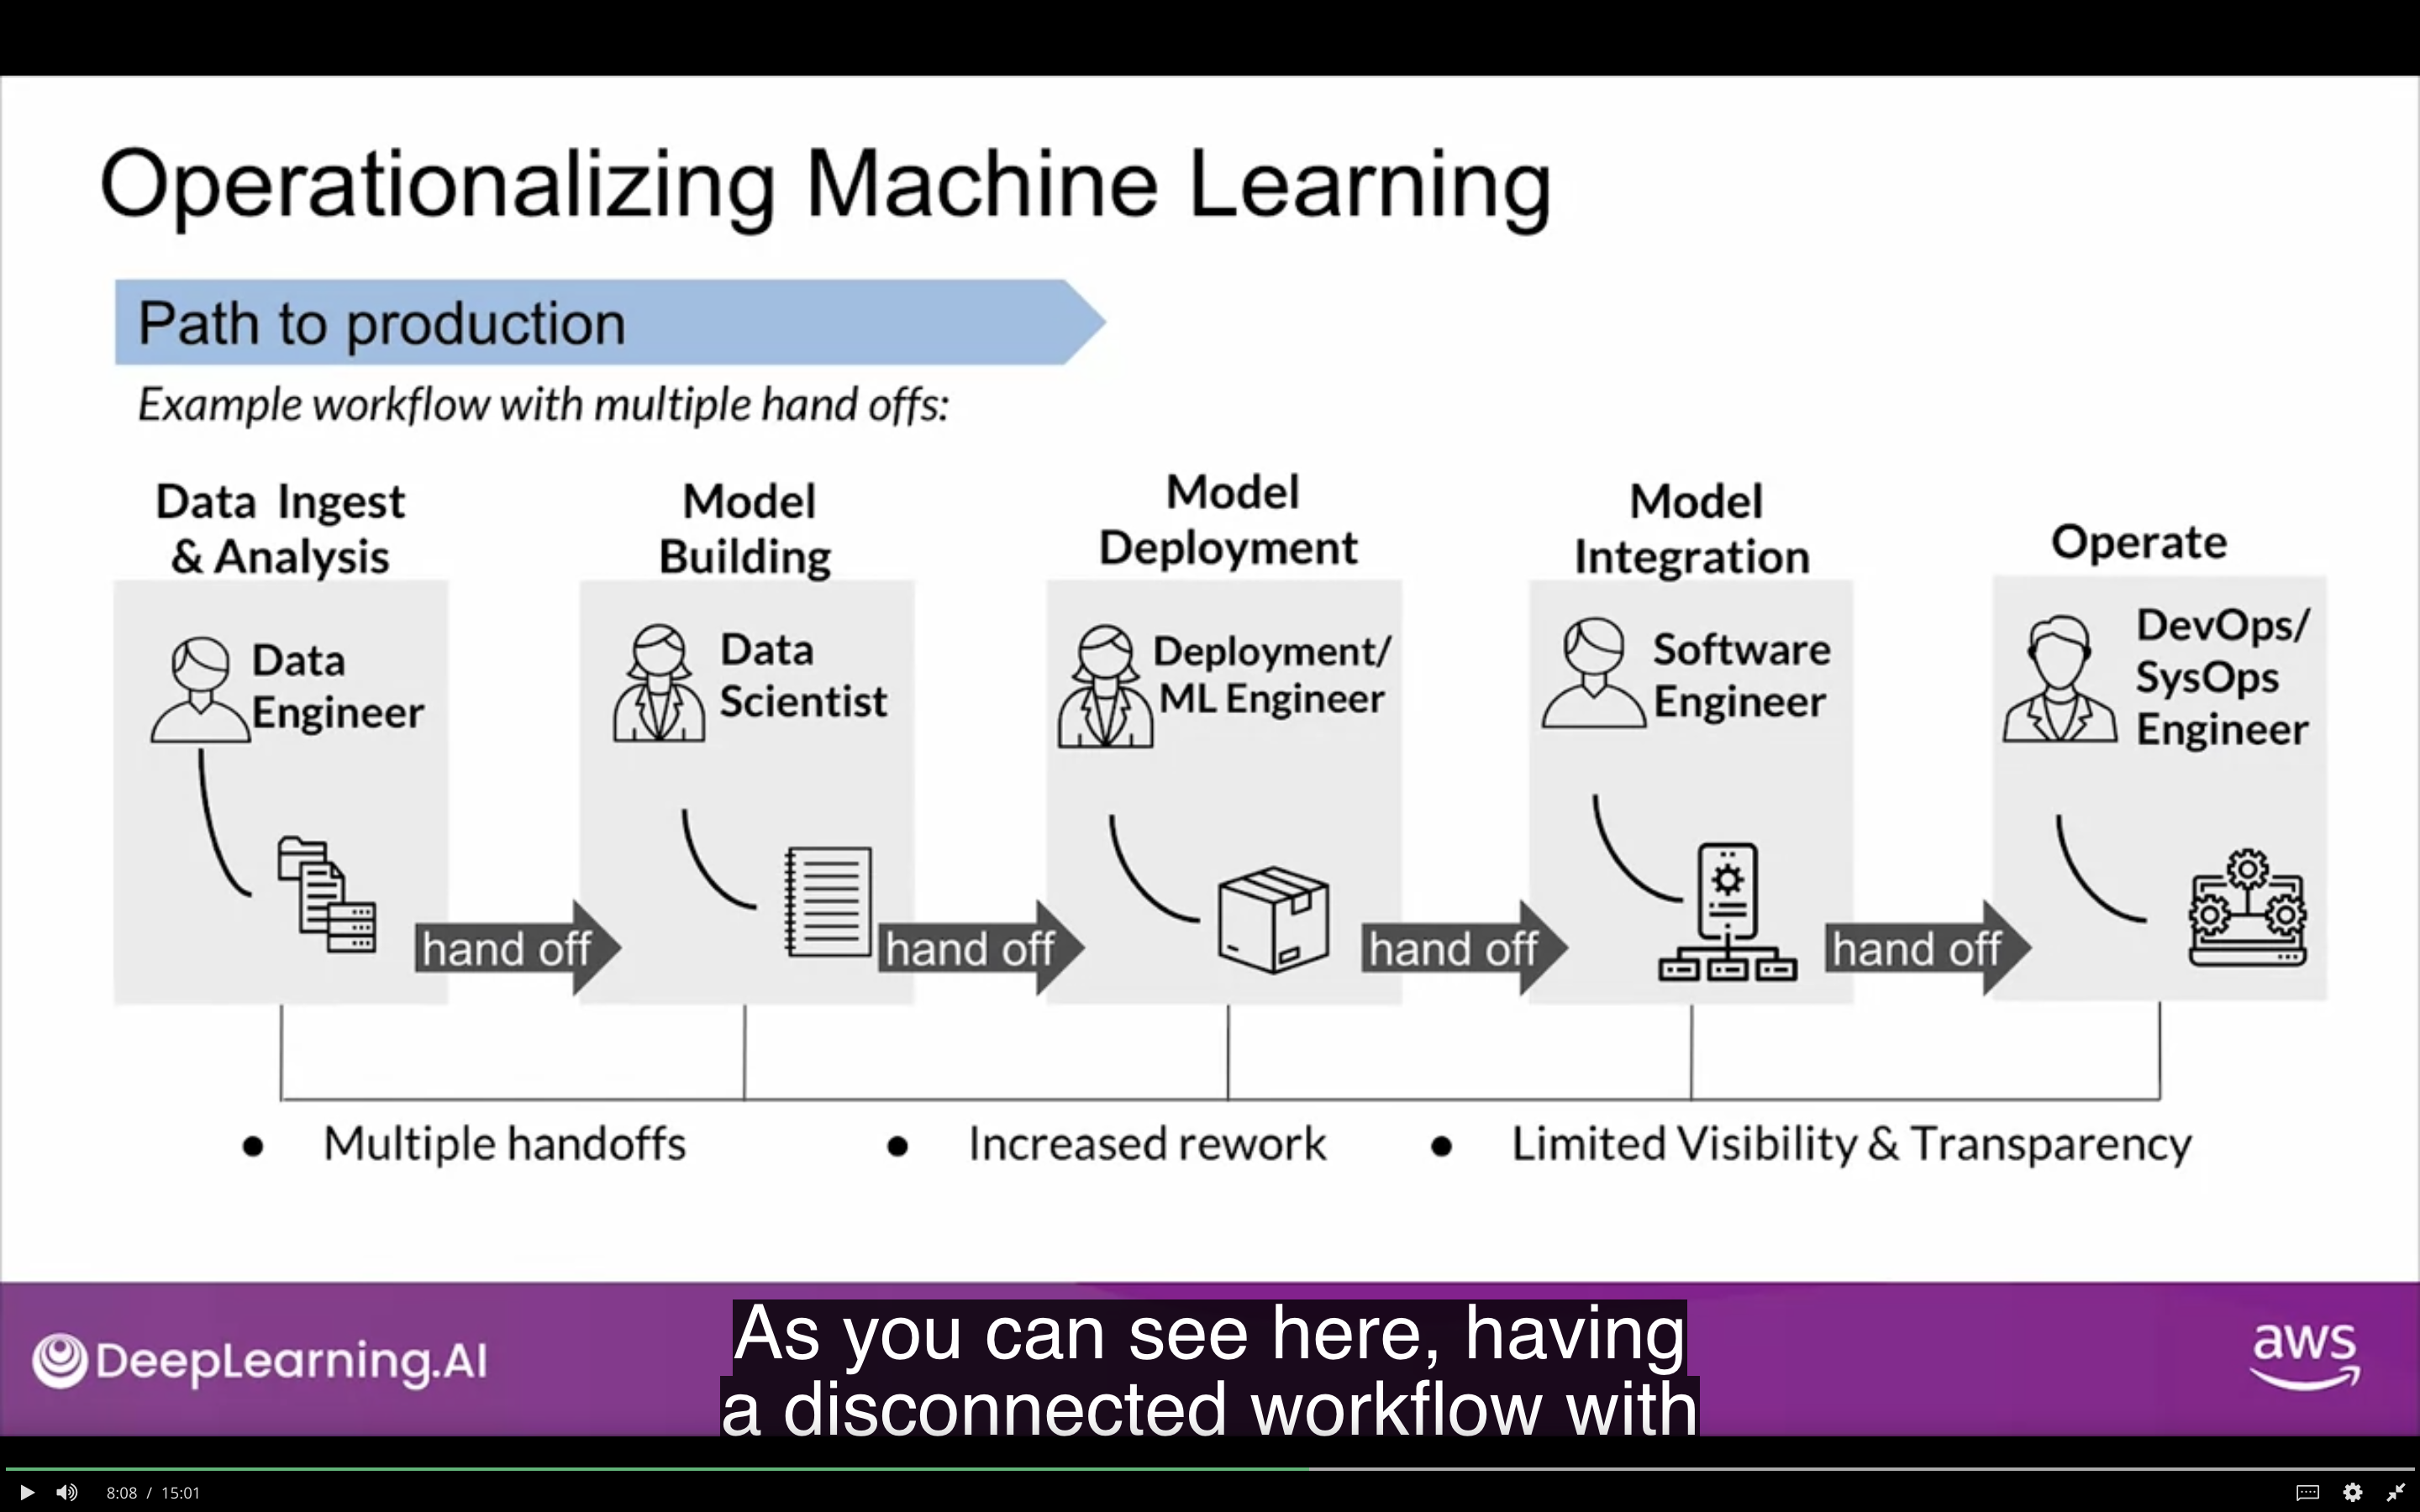 Operationalizing Machine Learning
Path to production
Example workflow with multiple hand offs:
Data Ingest
& Analysis
Data
Engineer
hand off
Model
Building
Data
Scientist
hand off
Model
Deployment
Deployment/
ML Engineer
hand off
Model
Integration
Software
Engineer
hand off
Operate
DevOps/
SysOps
Engineer
• Multiple handoffs
• Increased rework
• Limited Visibility & Transparency
DeepLearning.AI
As you can see here, having
a disconnected workflow with
aws
8:08 / 15:01